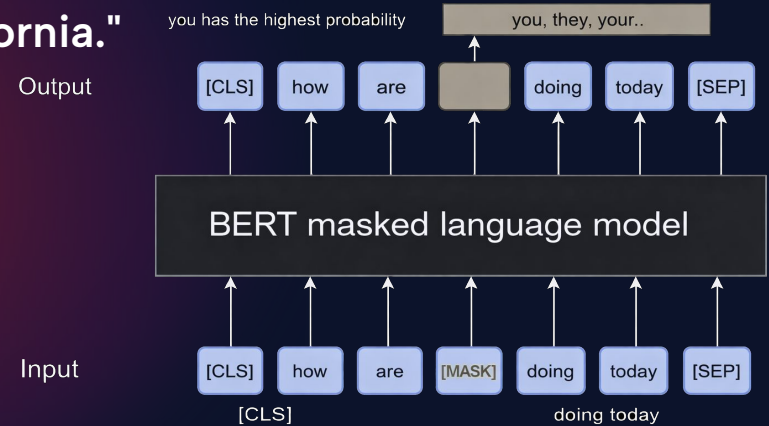 ornia."
you has the highest probability
you, they, your..
Output
[CLS] how are doing today [SEP]
BERT masked language model
Input
[CLS] how are [MASK] doing today [SEP]
[CLS] doing today